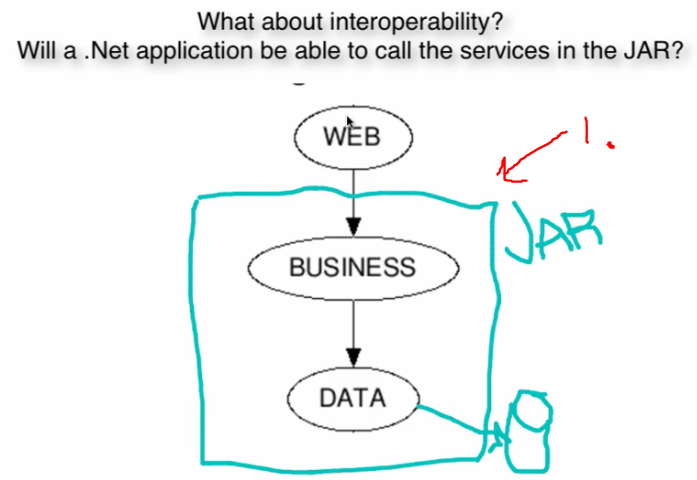 What about interoperability?
Will a .Net application be able to call the services in the JAR?
WEB
1.
JAR
BUSINESS
DATA